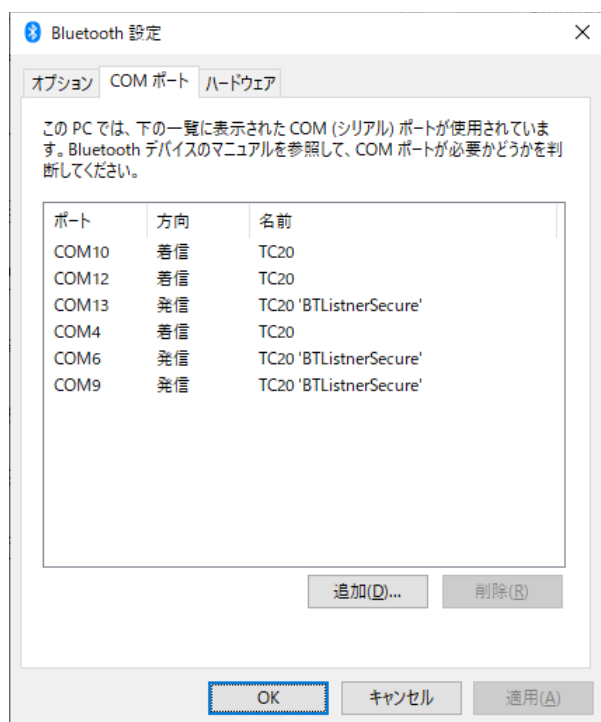 Bluetooth 設定
オプション COM ポート ハードウェア
この PC では、下の一覧に表示された COM (シリアル) ポートが使用されていま
す。Bluetooth デバイスのマニュアルを参照して、COM ポートが必要かどうかを判
断してください。
ポート 方向 名前
COM10 着信 TC20
COM12 着信 TC20
COM13 発信 TC20 'BTListnerSecure'
COM4 着信 TC20
COM6 発信 TC20 'BTListnerSecure'
COM9 発信 TC20 'BTListnerSecure'
追加(D)... 削除(R)
OK キャンセル 適用(A)